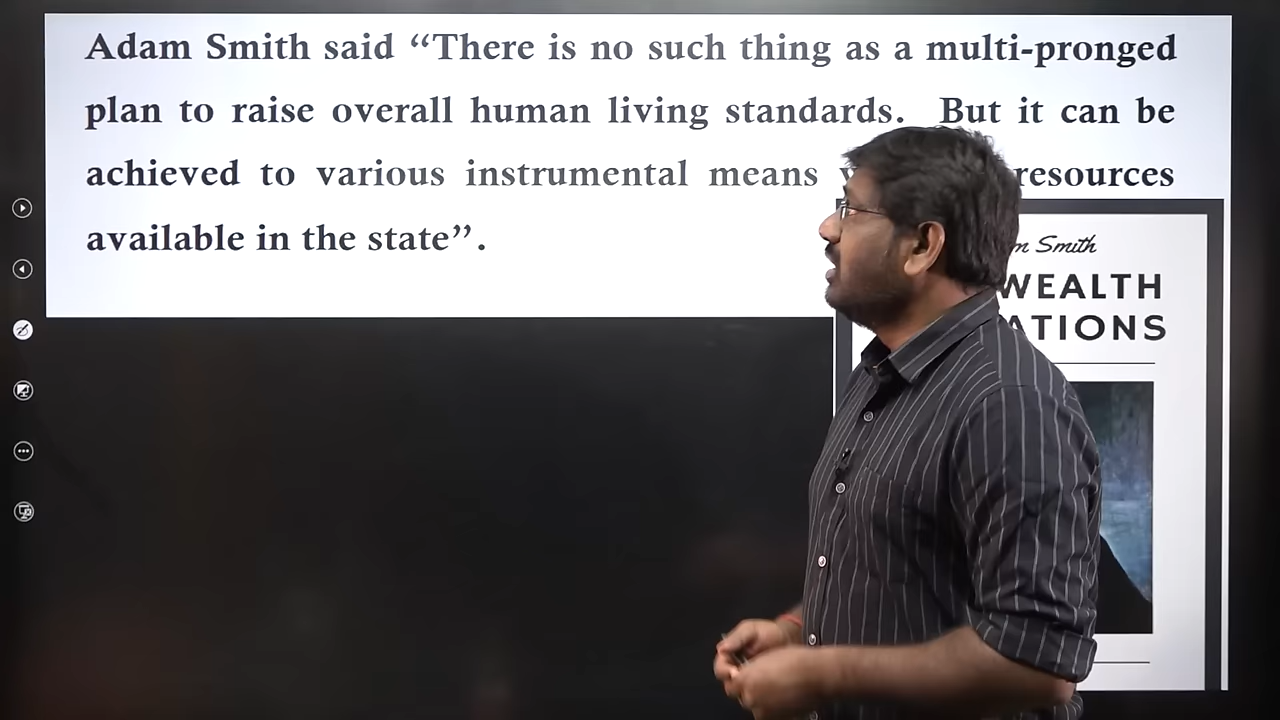 Adam Smith said “There is no such thing as a multi-pronged
plan to raise overall human living standards. But it can be
achieved to various instrumental means resources
available in the state”.
Smith
WEALTH
ATIONS